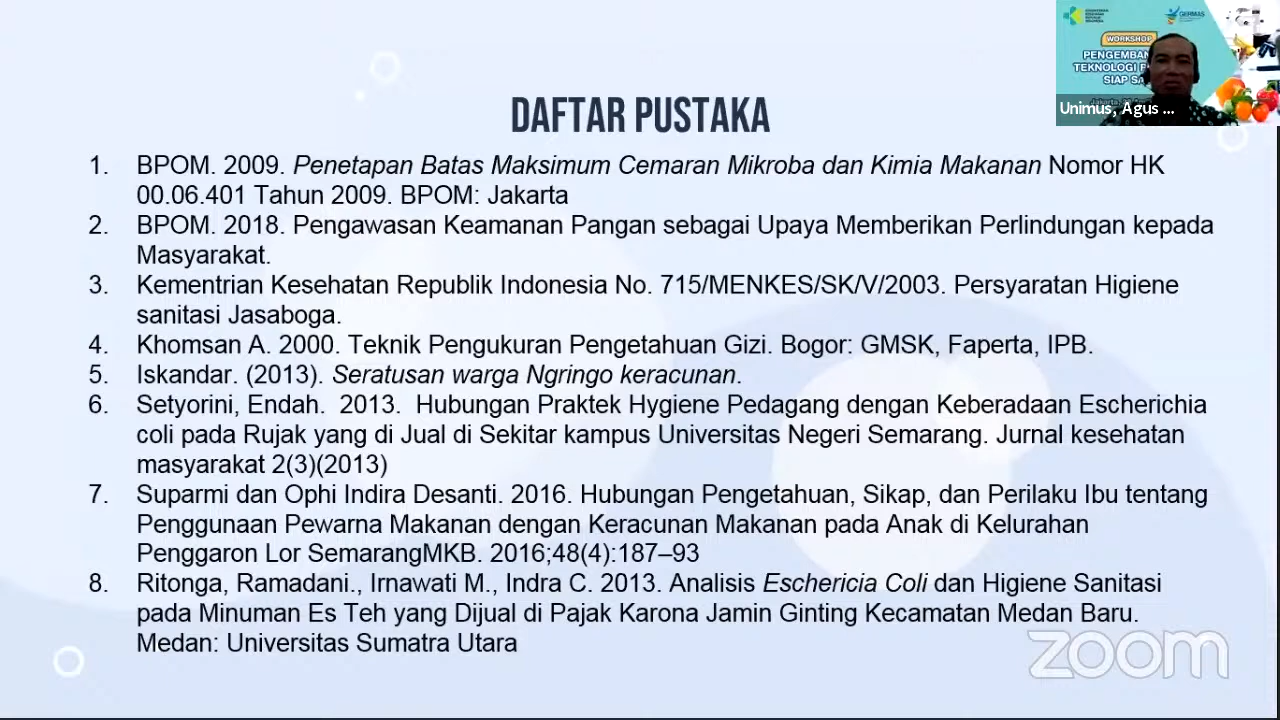 KEMENTERIAN
KESEHATAN
REPUBLIK
INDONESIA
GERMAS
WORKSHOP
PENGEMBAN
TEKNOLOGI P
SIAP SA
Jakarta,
Unimus, Agus ...
DAFTAR PUSTAKA
1. BPOM. 2009. Penetapan Batas Maksimum Cemaran Mikroba dan Kimia Makanan Nomor HK
00.06.401 Tahun 2009. BPOM: Jakarta
2. BPOM. 2018. Pengawasan Keamanan Pangan sebagai Upaya Memberikan Perlindungan kepada
Masyarakat.
3. Kementrian Kesehatan Republik Indonesia No. 715/MENKES/SK/V/2003. Persyaratan Higiene
sanitasi Jasaboga.
4. Khomsan A. 2000. Teknik Pengukuran Pengetahuan Gizi. Bogor: GMSK, Faperta, IPB.
5. Iskandar. (2013). Seratusan warga Ngringo keracunan.
6. Setyorini, Endah. 2013. Hubungan Praktek Hygiene Pedagang dengan Keberadaan Escherichia
coli pada Rujak yang di Jual di Sekitar kampus Universitas Negeri Semarang. Jurnal kesehatan
masyarakat 2(3)(2013)
7. Suparmi dan Ophi Indira Desanti. 2016. Hubungan Pengetahuan, Sikap, dan Perilaku Ibu tentang
Penggunaan Pewarna Makanan dengan Keracunan Makanan pada Anak di Kelurahan
Penggaron Lor SemarangMKB. 2016;48(4):187–93
8. Ritonga, Ramadani., Irnawati M., Indra C. 2013. Analisis Eschericia Coli dan Higiene Sanitasi
pada Minuman Es Teh yang Dijual di Pajak Karona Jamin Ginting Kecamatan Medan Baru.
Medan: Universitas Sumatra Utara
zoom